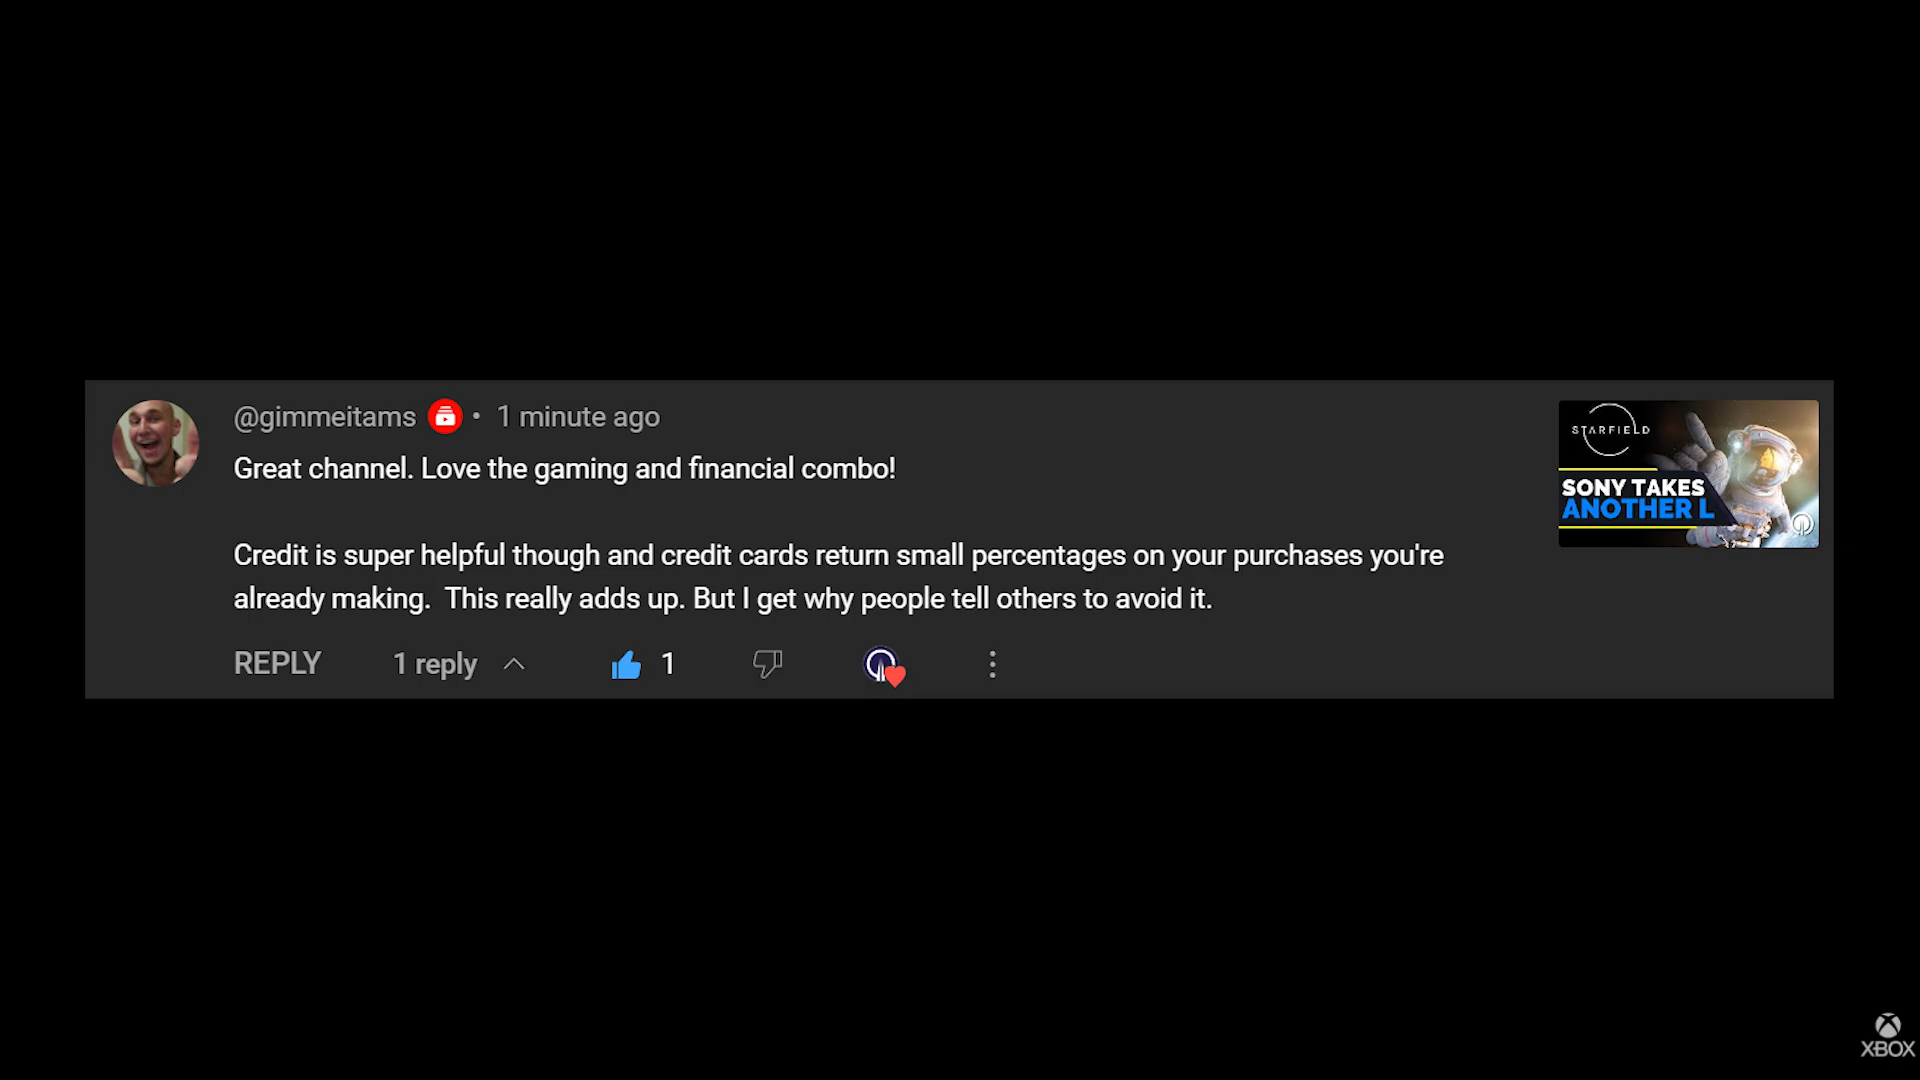 @gimmeitams • 1 minute ago
Great channel. Love the gaming and financial combo!
Credit is super helpful though and credit cards return small percentages on your purchases you're
already making.  This really adds up. But I get why people tell others to avoid it.
REPLY 1 reply 1
STARFIELD
SONY TAKES
ANOTHER L
XBOX